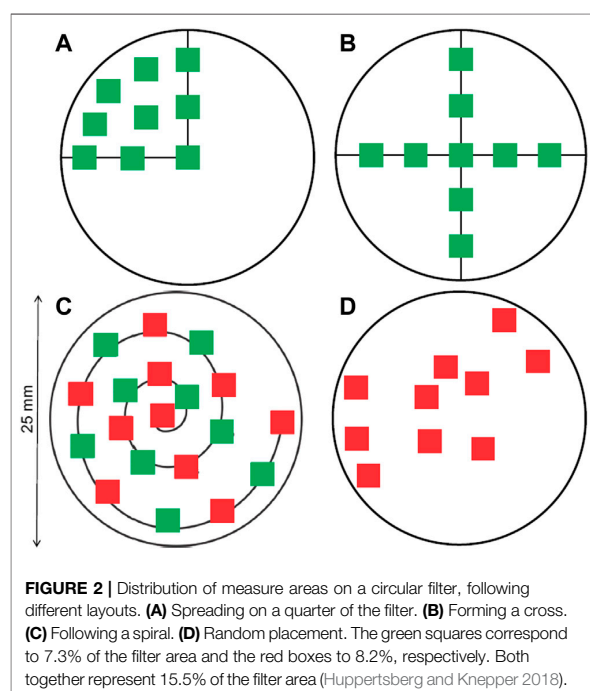 A
B
C
D
25 mm
FIGURE 2 | Distribution of measure areas on a circular filter, following
different layouts. (A) Spreading on a quarter of the filter. (B) Forming a cross.
(C) Following a spiral. (D) Random placement. The green squares correspond
to 7.3% of the filter area and the red boxes to 8.2%, respectively. Both
together represent 15.5% of the filter area (Huppertsberg and Knepper 2018).